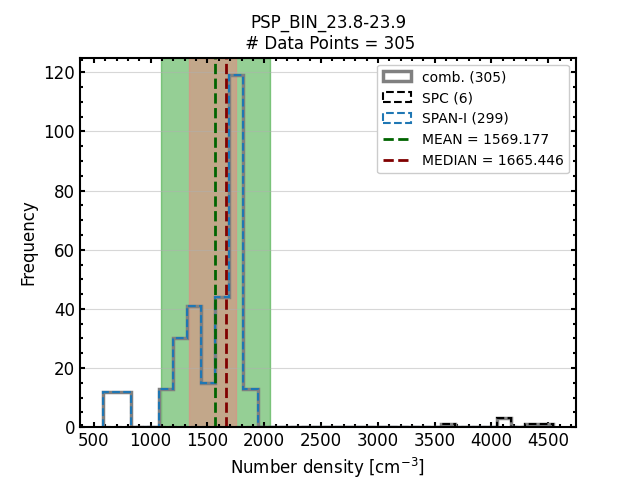 PSP_BIN_23.8-23.9
# Data Points = 305
comb. (305)
SPC (6)
SPAN-I (299)
MEAN = 1569.177
MEDIAN = 1665.446
Frequency
120
100
80
60
40
20
0
500 1000 1500 2000 2500 3000 3500 4000 4500
Number density [cm⁻³]